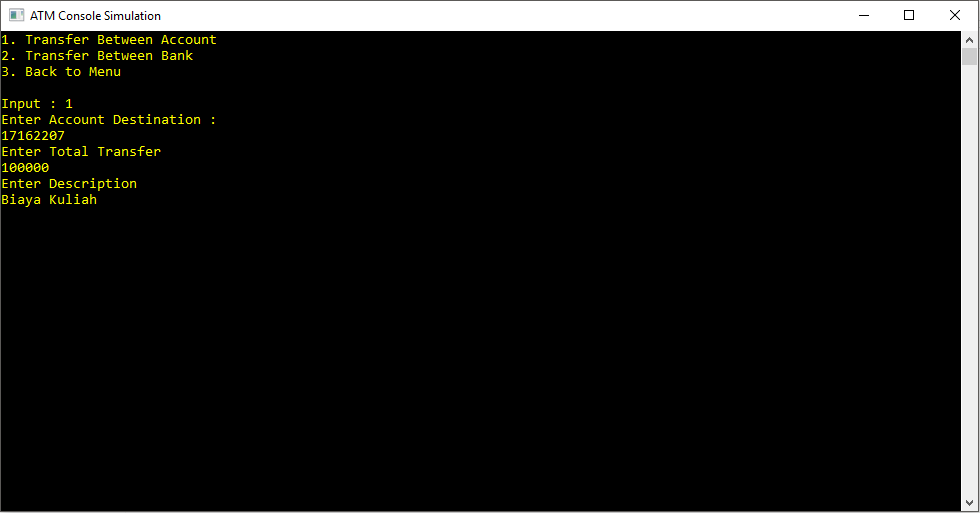 ATM Console Simulation
1. Transfer Between Account
2. Transfer Between Bank
3. Back to Menu
Input : 1
Enter Account Destination :
17162207
Enter Total Transfer
100000
Enter Description
Biaya Kuliah